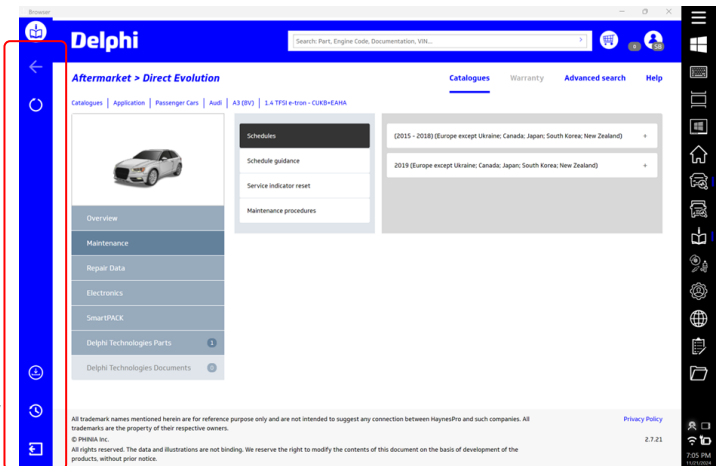 Browser
Delphi
Search: Part, Engine Code, Documentation, VIN...
0
SB
Aftermarket > Direct Evolution
Catalogues
Warranty
Advanced search
Help
Catalogues | Application | Passenger Cars | Audi | A3 (8V) | 1.4 TFSI e-tron - CUKB+EAHA
Schedules
Schedule guidance
Service indicator reset
Maintenance procedures
(2015 - 2018) (Europe except Ukraine; Canada; Japan; South Korea; New Zealand) +
2019 (Europe except Ukraine; Canada; Japan; South Korea; New Zealand) +
Overview
Maintenance
Repair Data
Electronics
SmartPACK
Delphi Technologies Parts 1
Delphi Technologies Documents 0
All trademark names mentioned herein are for reference purpose only and are not intended to suggest any connection between HaynesPro and such companies. All
trademarks are the property of their respective owners.
© PHINIA Inc.
All rights reserved. The data and illustrations are not binding. We reserve the right to modify the contents of this document on the basis of development of the
products, without prior notice.
Privacy Policy
2.7.21
7:05 PM
11/21/2024